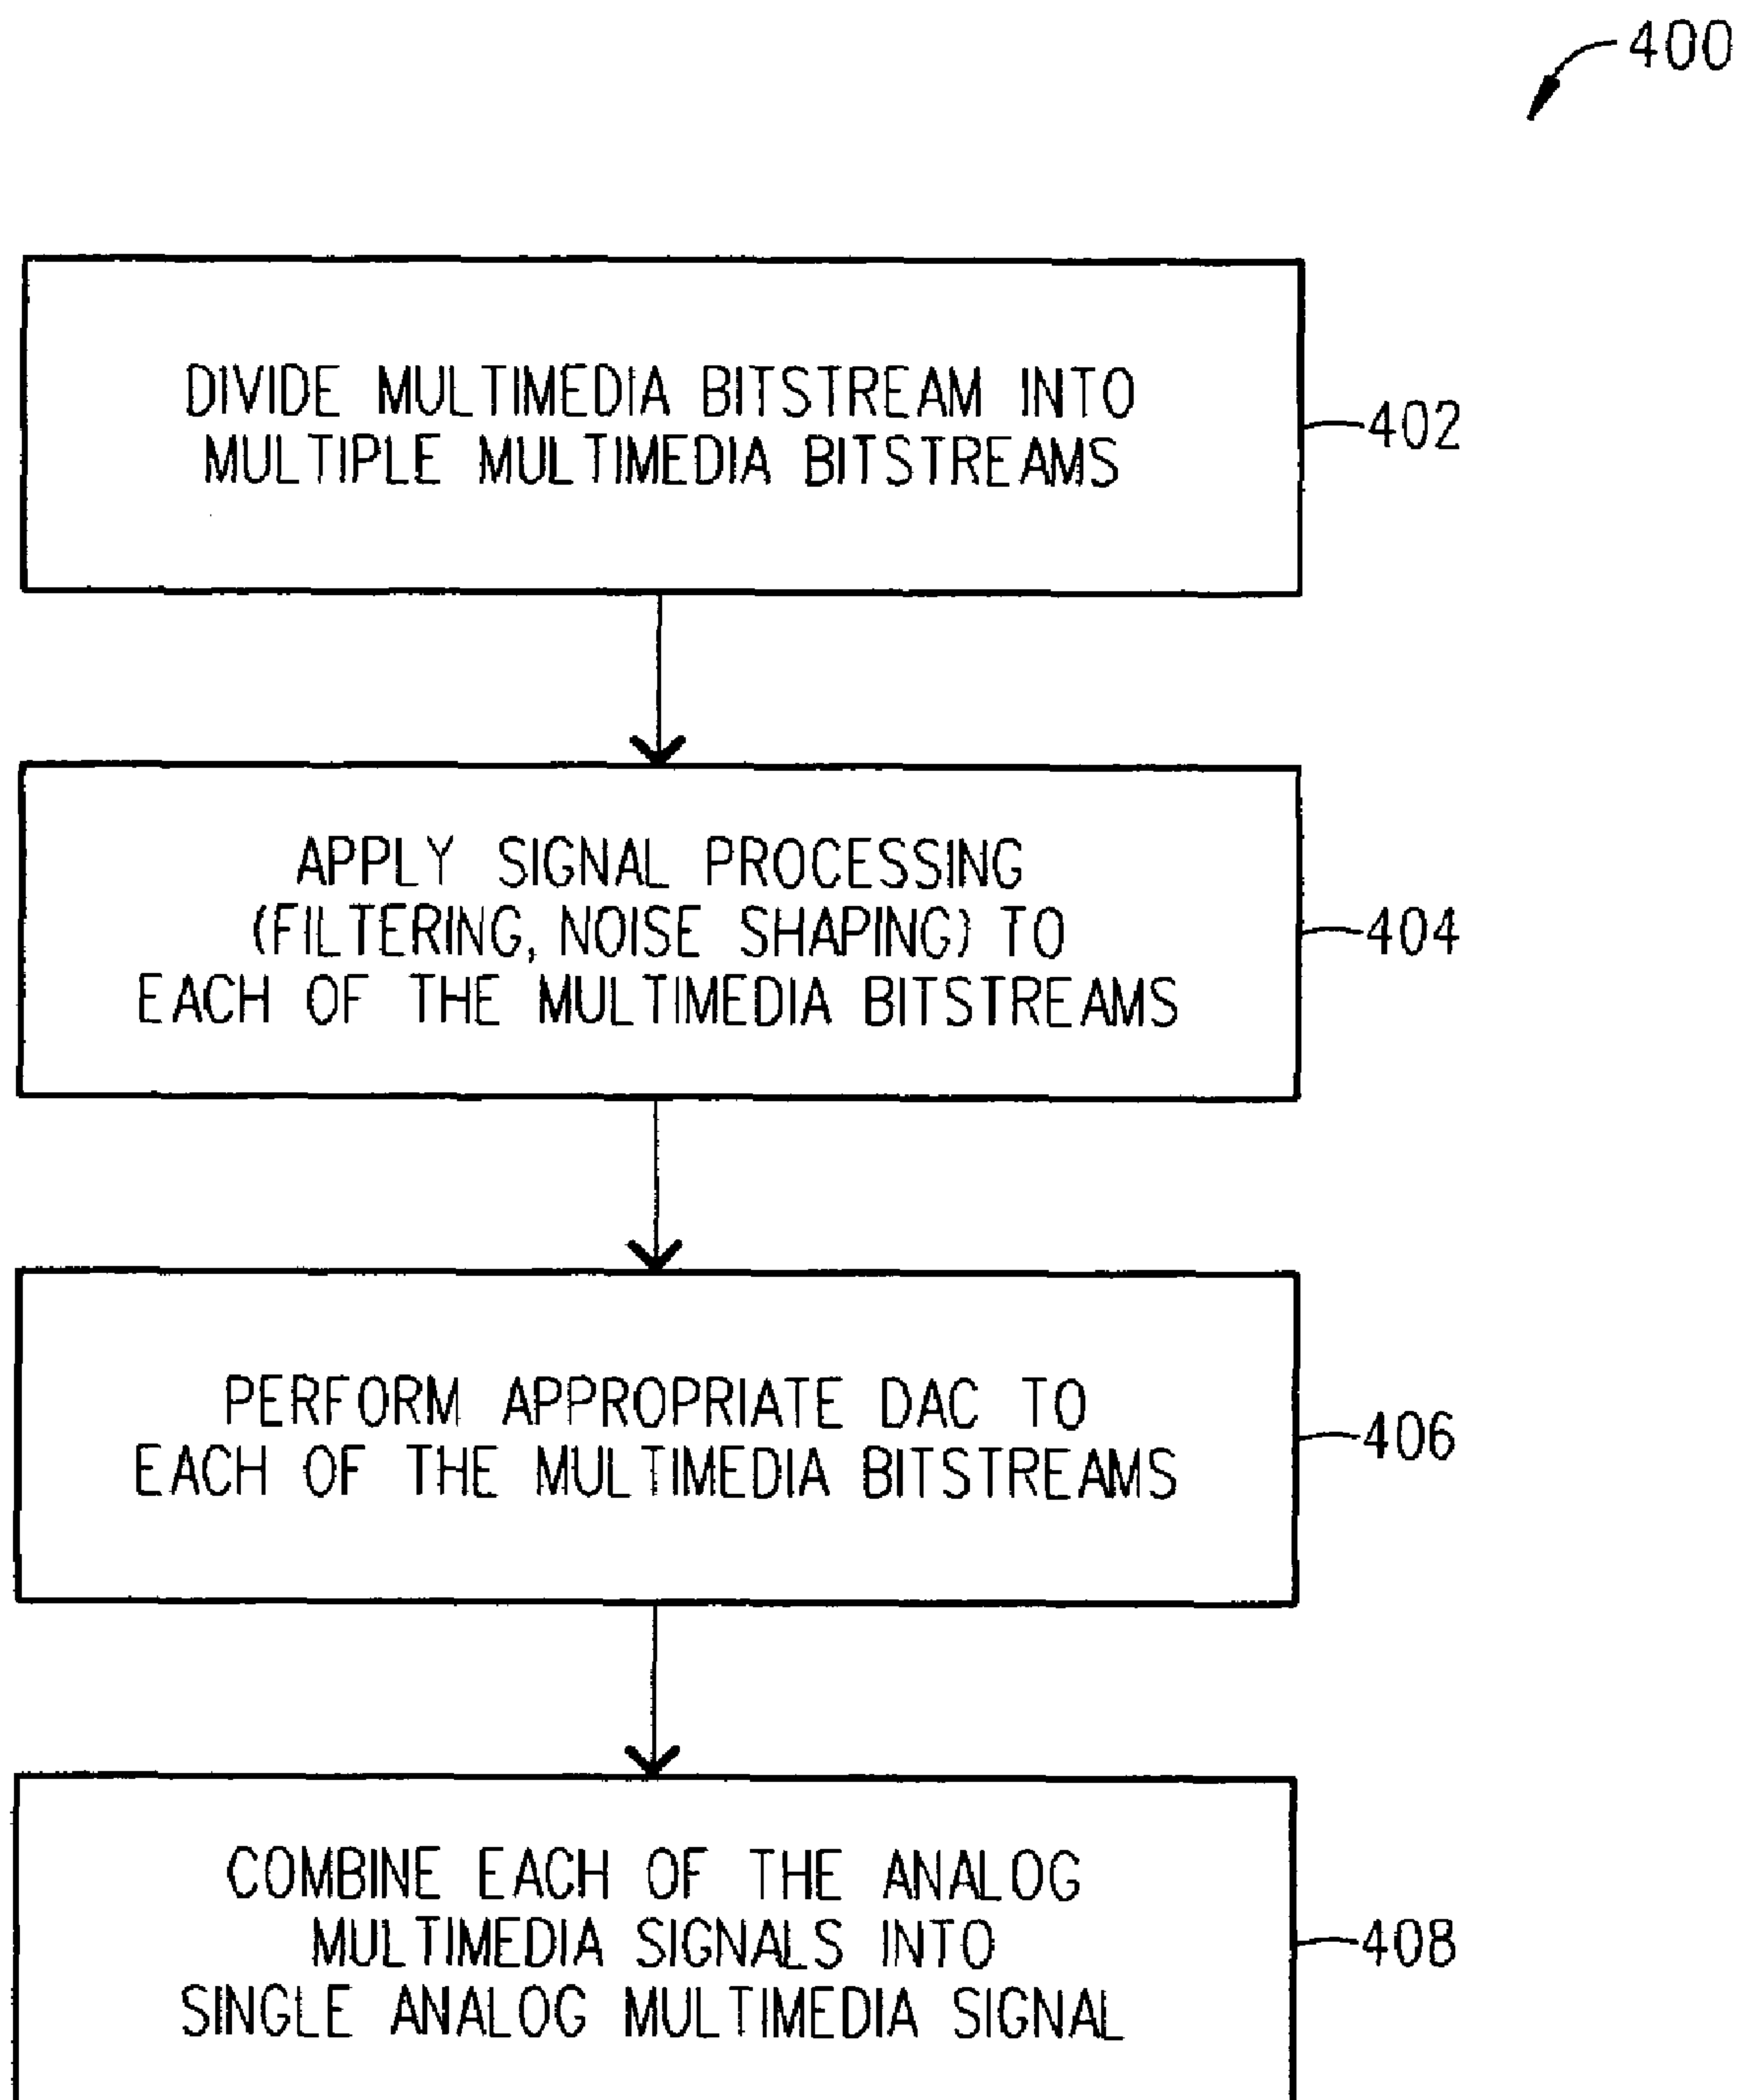 400
DIVIDE MULTIMEDIA BITSTREAM INTO
MULTIPLE MULTIMEDIA BITSTREAMS
402
APPLY SIGNAL PROCESSING
(FILTERING, NOISE SHAPING) TO
EACH OF THE MULTIMEDIA BITSTREAMS
404
PERFORM APPROPRIATE DAC TO
EACH OF THE MULTIMEDIA BITSTREAMS
406
COMBINE EACH OF THE ANALOG
MULTIMEDIA SIGNALS INTO
SINGLE ANALOG MULTIMEDIA SIGNAL
408